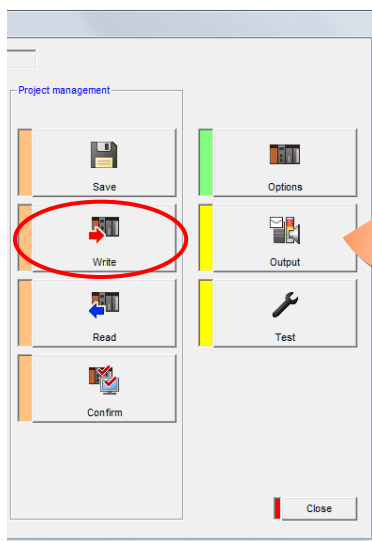 Project management
Save
Options
Write
Output
Read
Test
Confirm
Close